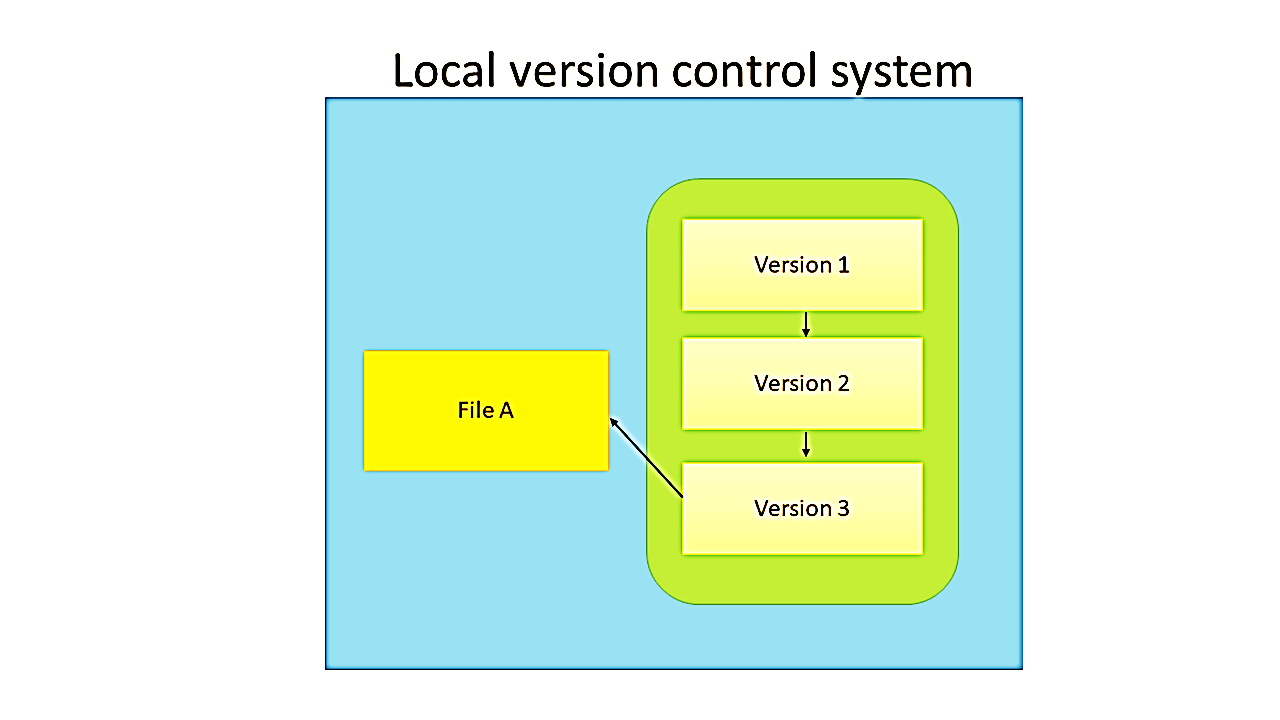 Local version control system
Version 1
Version 2
File A
Version 3